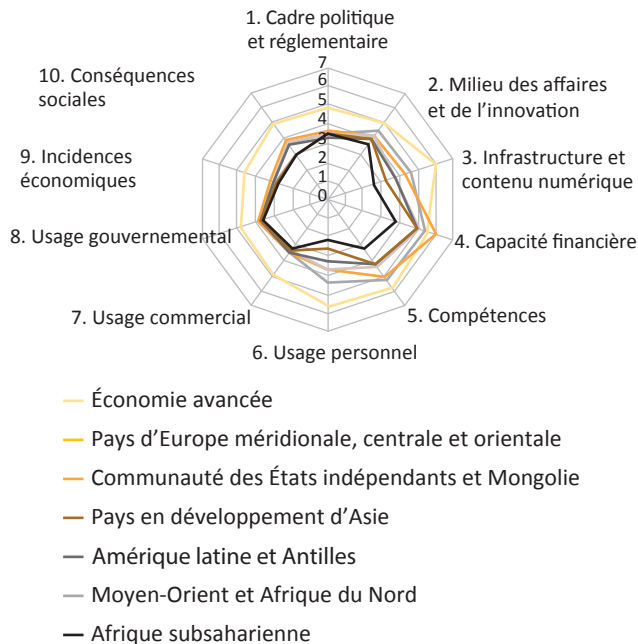 1. Cadre politique
et réglementaire
10. Conséquences
sociales
2. Milieu des affaires
et de l'innovation
9. Incidences
économiques
3. Infrastructure et
contenu numérique
8. Usage gouvernemental
4. Capacité financière
7. Usage commercial
5. Compétences
6. Usage personnel
7
6
5
4
3
2
1
0
Économie avancée
Pays d'Europe méridionale, centrale et orientale
Communauté des États indépendants et Mongolie
Pays en développement d'Asie
Amérique latine et Antilles
Moyen-Orient et Afrique du Nord
Afrique subsaharienne